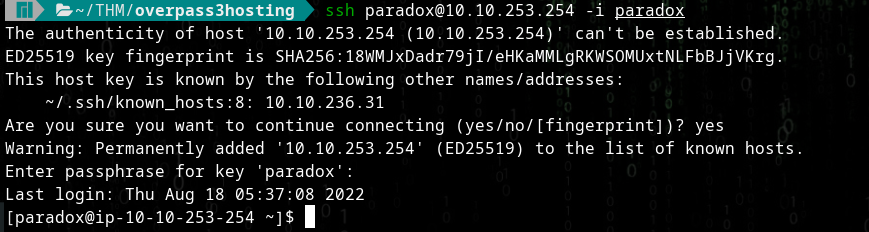 ~/THM/overpass3hosting ssh paradox@10.10.253.254 -i paradox
The authenticity of host '10.10.253.254 (10.10.253.254)' can't be established.
ED25519 key fingerprint is SHA256:18WMJxDadr79jI/eHKaMMLgRKWSOMUxtNLFbBJjVKrg.
This host key is known by the following other names/addresses:
    ~/.ssh/known_hosts:8: 10.10.236.31
Are you sure you want to continue connecting (yes/no/[fingerprint])? yes
Warning: Permanently added '10.10.253.254' (ED25519) to the list of known hosts.
Enter passphrase for key 'paradox':
Last login: Thu Aug 18 05:37:08 2022
[paradox@ip-10-10-253-254 ~]$